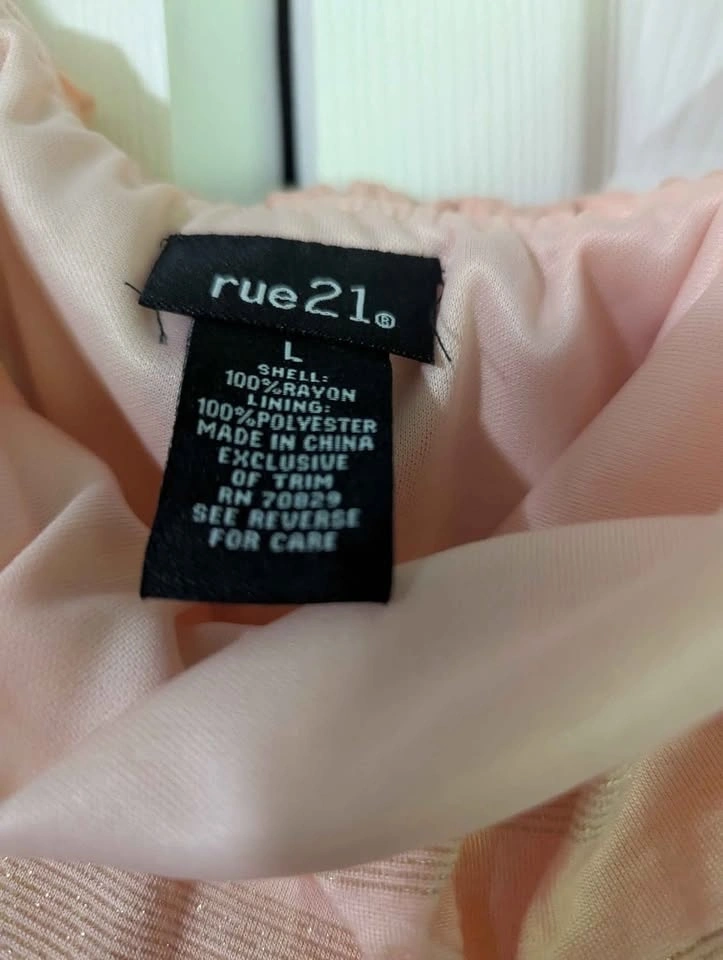 rue21®
L
SHELL:
100%RAYON
LINING:
100%POLYESTER
MADE IN CHINA
EXCLUSIVE
OF TRIM
RN 70829
SEE REVERSE
FOR CARE